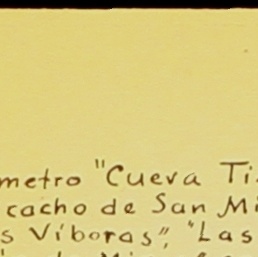 metro "Cueva Ti
cacho de San Mi
s Víboras", "Las